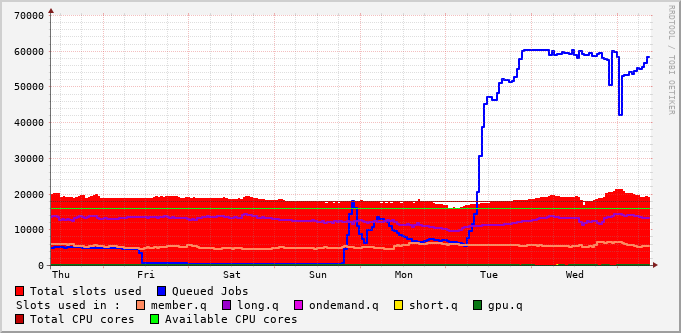 70000
60000
50000
40000
30000
20000
10000
0
Thu Fri Sat Sun Mon Tue Wed
RRDTOOL / TOBI OETIKER
Total slots used Queued Jobs
Slots used in : member.q long.q ondemand.q short.q gpu.q
Total CPU cores Available CPU cores